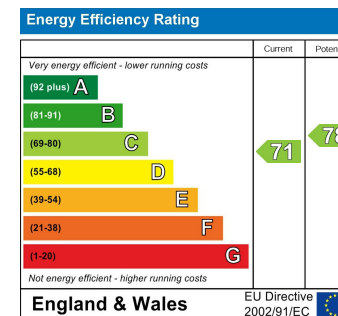 Energy Efficiency Rating
Current
Very energy efficient - lower running costs
(92 plus) A
(81-91) B
(69-80) C
(55-68) D
(39-54) E
(21-38) F
(1-20) G
71
Not energy efficient - higher running costs
England & Wales
EU Directive
2002/91/EC